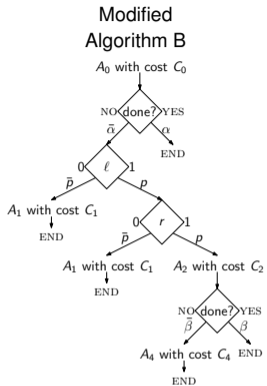 Modified
Algorithm B
A₀ with cost C₀
NO done? YES
ᾱ α
END
0 ℓ 1
p̄ p
A₁ with cost C₁
END
0 r 1
p̄ p
A₁ with cost C₁ A₂ with cost C₂
END
NO done? YES
β̄ β
A₄ with cost C₄ END
END